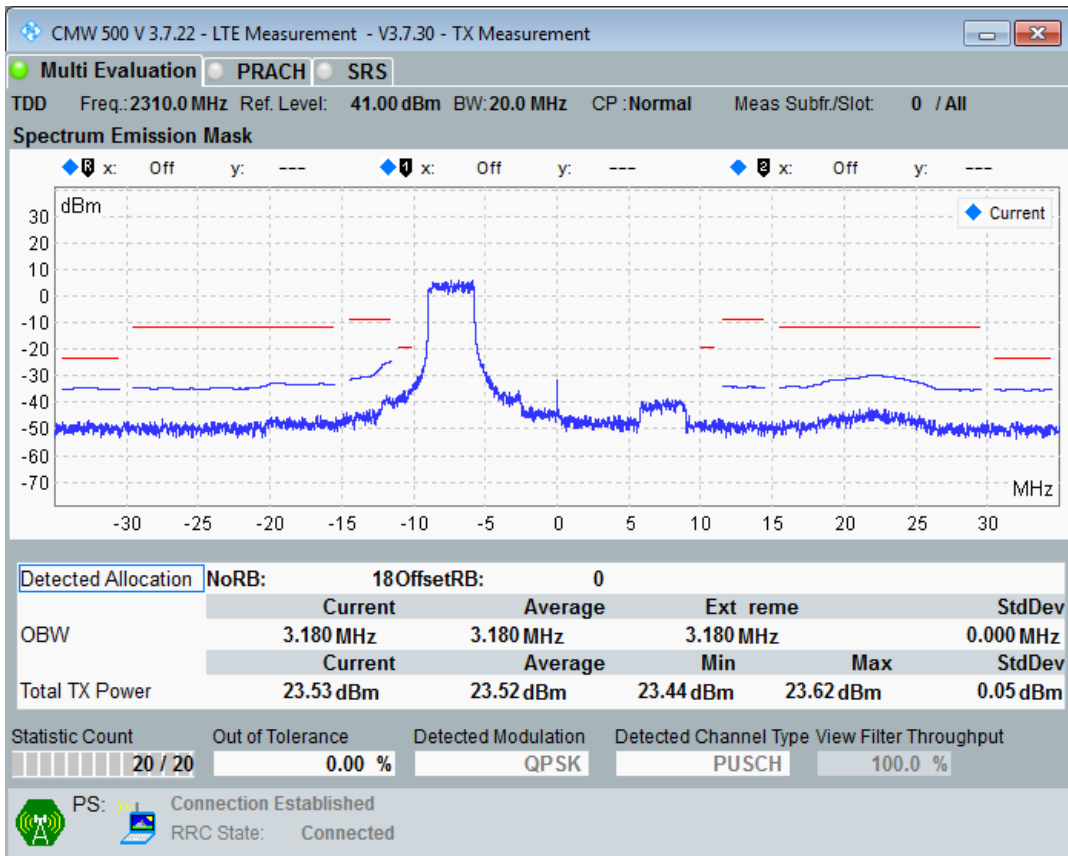 CMW 500 V 3.7.22 - LTE Measurement - V3.7.30 - TX Measurement
Multi Evaluation PRACH SRS
TDD Freq.: 2310.0 MHz Ref. Level: 41.00 dBm BW: 20.0 MHz CP : Normal Meas Subfr./Slot: 0 / All
Spectrum Emission Mask
R x: Off y: --- 1 x: Off y: --- 2 x: Off y: ---
dBm
Current
30
20
10
0
-10
-20
-30
-40
-50
-60
-70
MHz
-30 -25 -20 -15 -10 -5 0 5 10 15 20 25 30
Detected Allocation NoRB: 18 OffsetRB: 0
Current Average Ext reme StdDev
OBW 3.180 MHz 3.180 MHz 3.180 MHz 0.000 MHz
Current Average Min Max StdDev
Total TX Power 23.53 dBm 23.52 dBm 23.44 dBm 23.62 dBm 0.05 dBm
Statistic Count Out of Tolerance Detected Modulation Detected Channel Type View Filter Throughput
20 / 20 0.00 % QPSK PUSCH 100.0 %
PS: Connection Established
RRC State: Connected